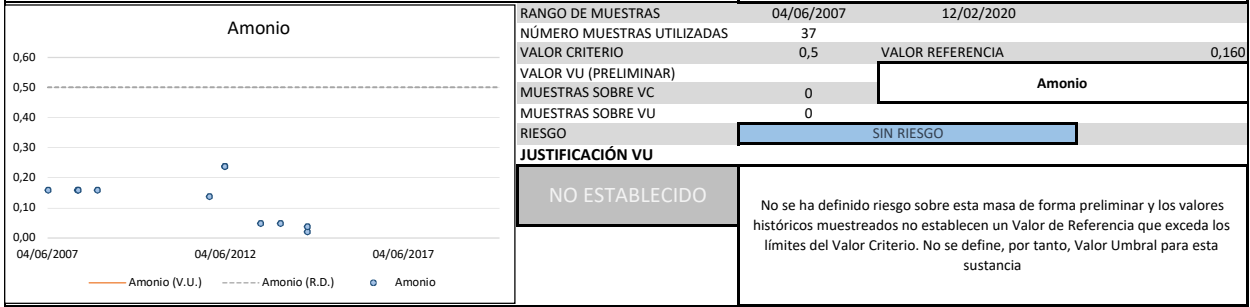 Amonio
0,60
0,50
0,40
0,30
0,20
0,10
0,00
04/06/2007 04/06/2012 04/06/2017
Amonio (V.U.) Amonio (R.D.) Amonio
RANGO DE MUESTRAS 04/06/2007 12/02/2020
NÚMERO MUESTRAS UTILIZADAS 37
VALOR CRITERIO 0,5 VALOR REFERENCIA 0,160
VALOR VU (PRELIMINAR)
Amonio
MUESTRAS SOBRE VC 0
MUESTRAS SOBRE VU 0
RIESGO SIN RIESGO
JUSTIFICACIÓN VU
NO ESTABLECIDO
No se ha definido riesgo sobre esta masa de forma preliminar y los valores
históricos muestreados no establecen un Valor de Referencia que exceda los
límites del Valor Criterio. No se define, por tanto, Valor Umbral para esta
sustancia